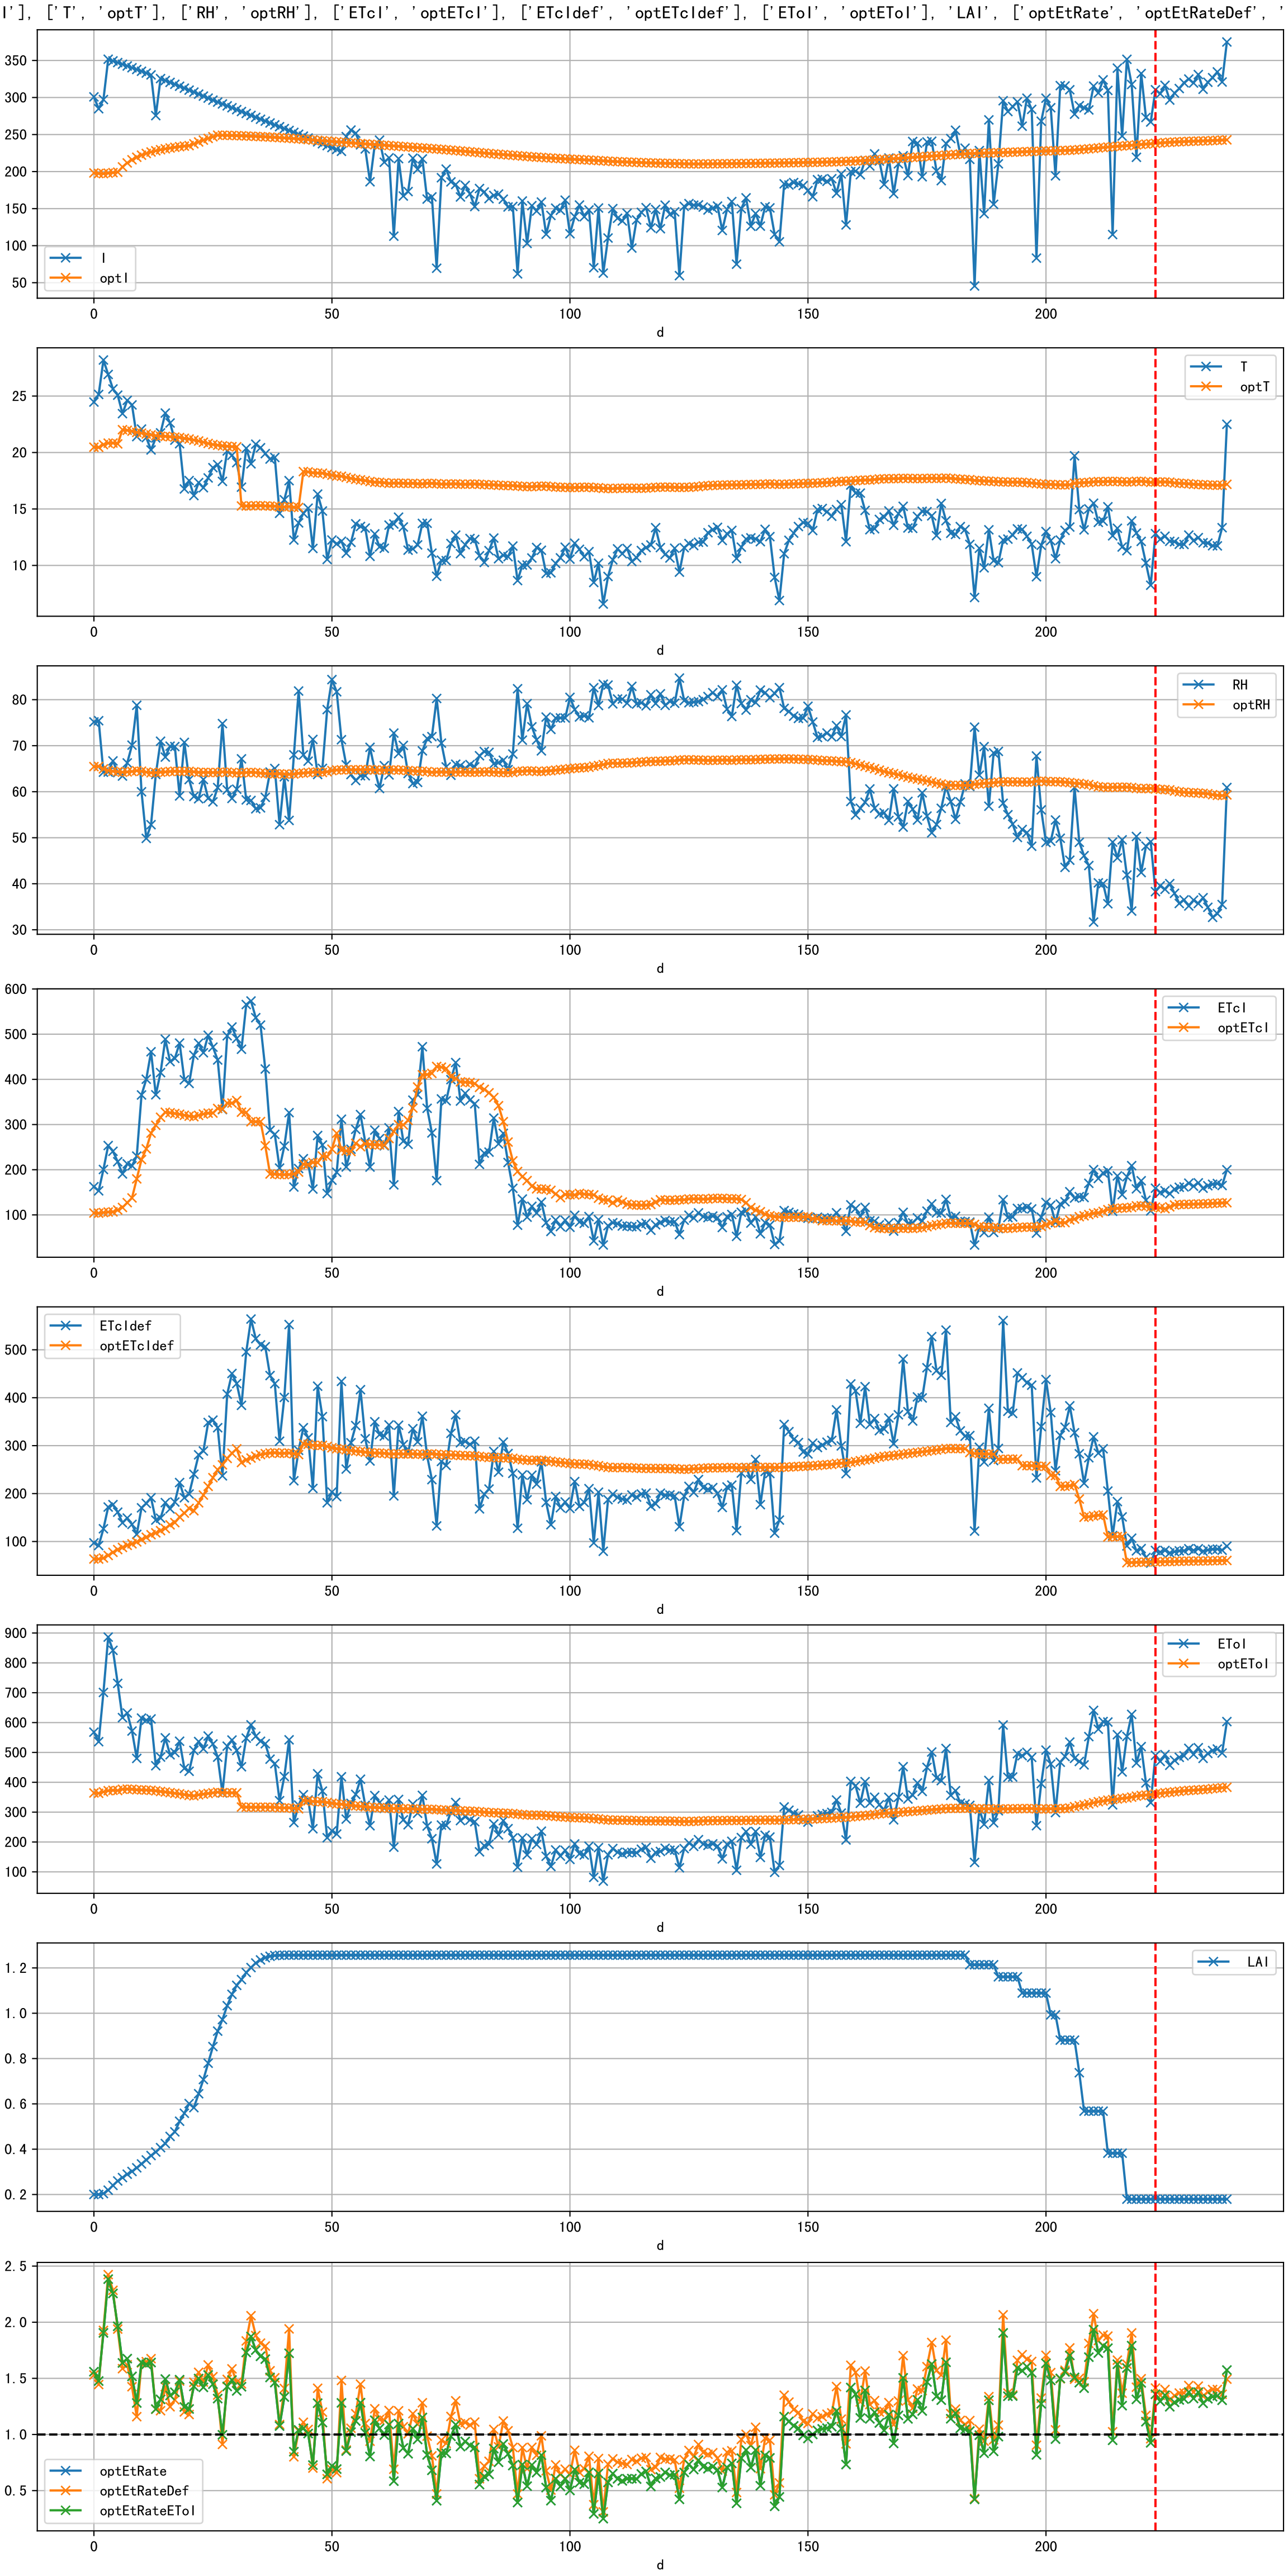 I'], ['T', 'optT'], ['RH', 'optRH'], ['ETcI', 'optETcI'], ['ETcIdef', 'optETcIdef'], ['EToI', 'optEToI'], 'LAI', ['optEtRate', 'optEtRateDef', '
350
300
250
200
150
100
50
I
optI
0 50 100 150 200
d
25
20
15
10
T
optT
0 50 100 150 200
d
80
70
60
50
40
30
RH
optRH
0 50 100 150 200
d
600
500
400
300
200
100
ETcI
optETcI
0 50 100 150 200
d
500
400
300
200
100
ETcIdef
optETcIdef
0 50 100 150 200
d
900
800
700
600
500
400
300
200
100
EToI
optEToI
0 50 100 150 200
d
1.2
1.0
0.8
0.6
0.4
0.2
LAI
0 50 100 150 200
d
2.5
2.0
1.5
1.0
0.5
optEtRate
optEtRateDef
optEtRateEToI
0 50 100 150 200
d